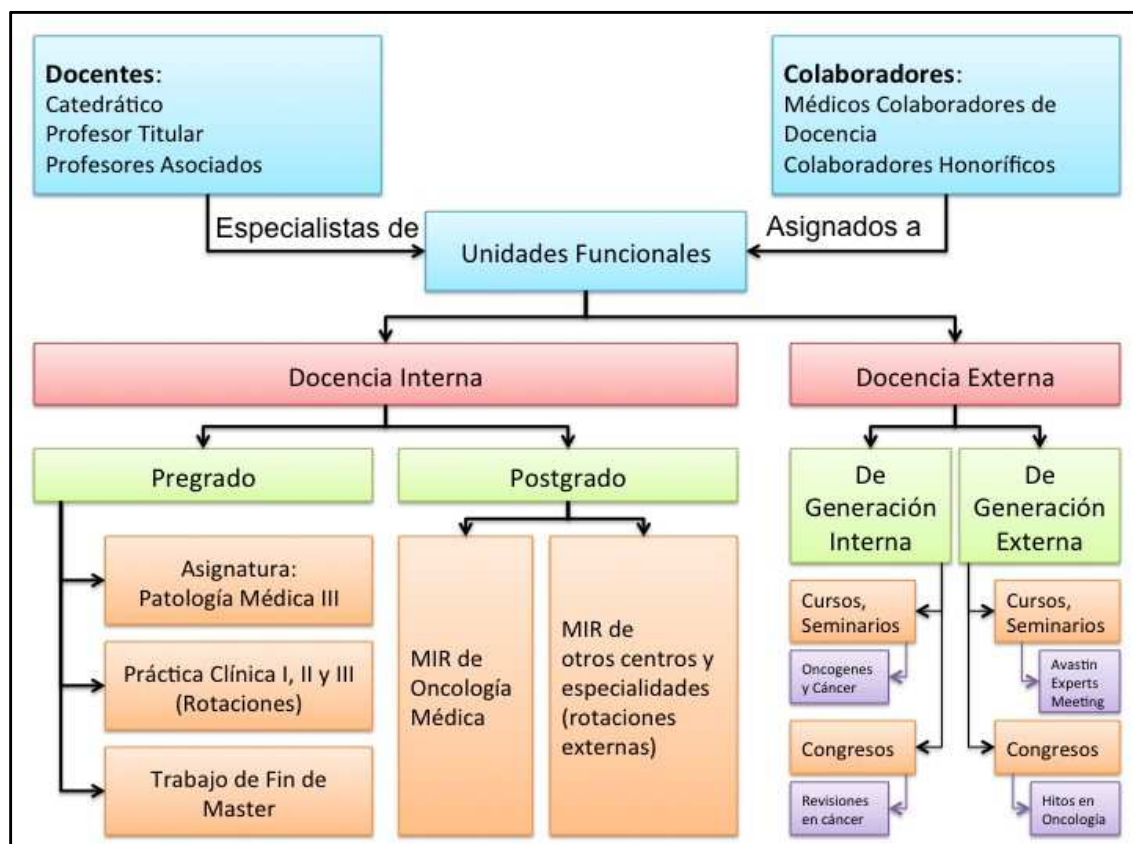 Docentes:
Catedrático
Profesor Titular
Profesores Asociados
Colaboradores:
Médicos Colaboradores de
Docencia
Colaboradores Honoríficos
Especialistas de
Asignados a
Unidades Funcionales
Docencia Interna
Docencia Externa
Pregrado
Postgrado
De
Generación
Interna
De
Generación
Externa
Asignatura:
Patología Médica III
Práctica Clínica I, II y III
(Rotaciones)
Trabajo de Fin de
Master
MIR de
Oncología
Médica
MIR de
otros centros y
especialidades
(rotaciones
externas)
Cursos,
Seminarios
Oncogenes
y Cáncer
Congresos
Revisiones
en cáncer
Cursos,
Seminarios
Avastin
Experts
Meeting
Congresos
Hitos en
Oncología